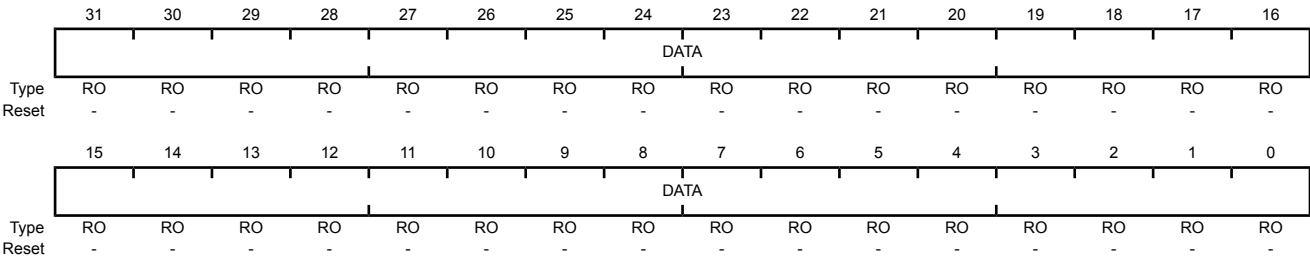 31 30 29 28 27 26 25 24 23 22 21 20 19 18 17 16
DATA
Type RO RO RO RO RO RO RO RO RO RO RO RO RO RO RO RO
Reset - - - - - - - - - - - - - - - -
15 14 13 12 11 10 9 8 7 6 5 4 3 2 1 0
DATA
Type RO RO RO RO RO RO RO RO RO RO RO RO RO RO RO RO
Reset - - - - - - - - - - - - - - - -